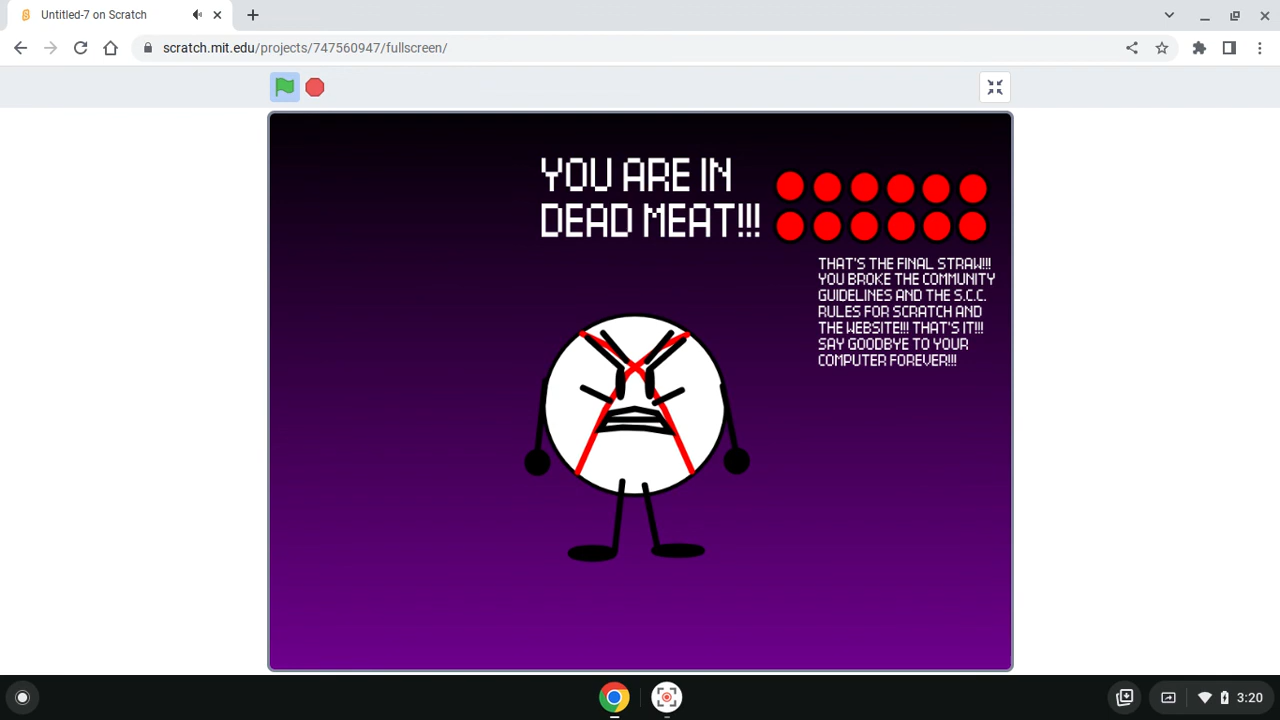 Untitled-7 on Scratch
scratch.mit.edu/projects/747560947/fullscreen/
YOU ARE IN
DEAD MEAT!!!
THAT'S THE FINAL STRAW!!!
YOU BROKE THE COMMUNITY
GUIDELINES AND THE S.C.C.
RULES FOR SCRATCH AND
THE WEBSITE!!! THAT'S IT!!!
SAY GOODBYE TO YOUR
COMPUTER FOREVER!!!
3:20